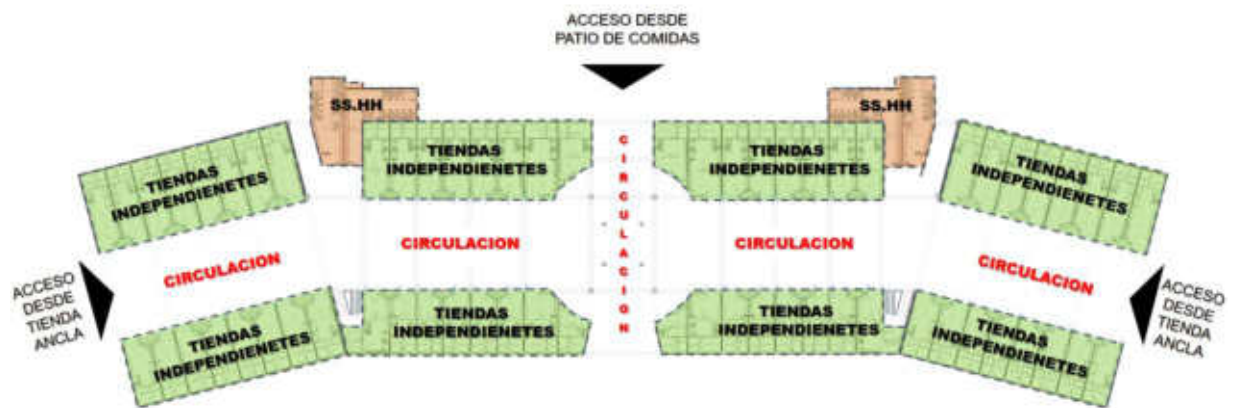 ACCESO DESDE
PATIO DE COMIDAS
SS.HH
SS.HH
TIENDAS
INDEPENDIENETES
TIENDAS
INDEPENDIENETES
TIENDAS
INDEPENDIENETES
TIENDAS
INDEPENDIENETES
CIRCULACION
CIRCULACION
CIRCULACION
CIRCULACION
CIRCULACION
ACCESO
DESDE
TIENDA
ANCLA
ACCESO
DESDE
TIENDA
ANCLA
TIENDAS
INDEPENDIENETES
TIENDAS
INDEPENDIENETES
TIENDAS
INDEPENDIENETES
TIENDAS
INDEPENDIENETES